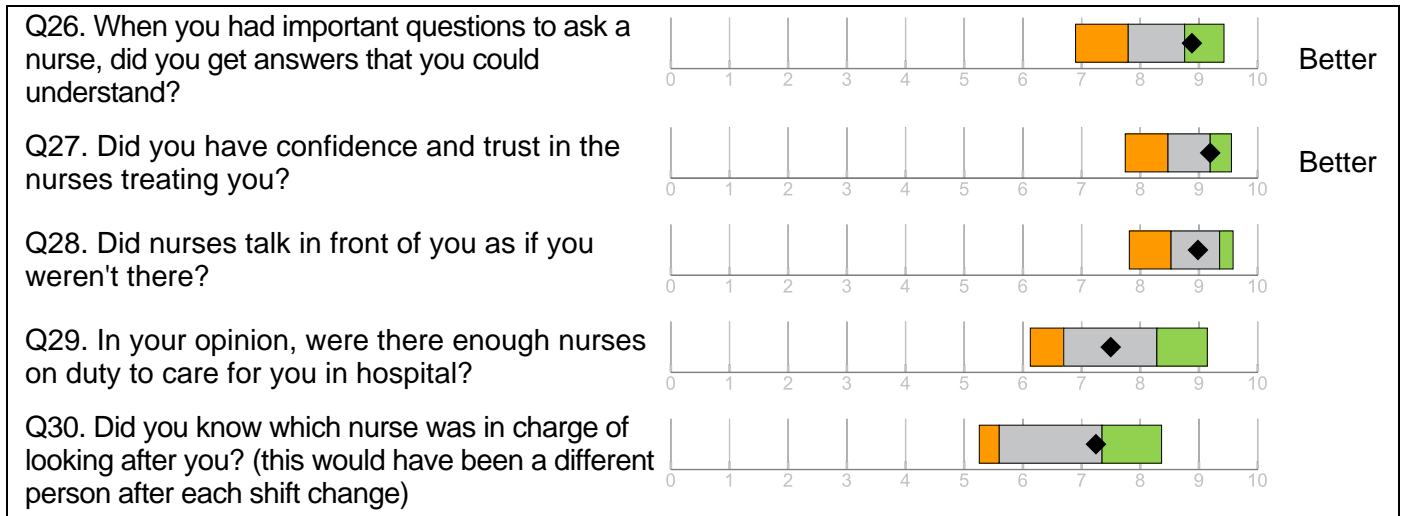 Q26. When you had important questions to ask a
nurse, did you get answers that you could
understand?
0 1 2 3 4 5 6 7 8 9 10
Better
Q27. Did you have confidence and trust in the
nurses treating you?
0 1 2 3 4 5 6 7 8 9 10
Better
Q28. Did nurses talk in front of you as if you
weren't there?
0 1 2 3 4 5 6 7 8 9 10
Q29. In your opinion, were there enough nurses
on duty to care for you in hospital?
0 1 2 3 4 5 6 7 8 9 10
Q30. Did you know which nurse was in charge of
looking after you? (this would have been a different
person after each shift change)
0 1 2 3 4 5 6 7 8 9 10